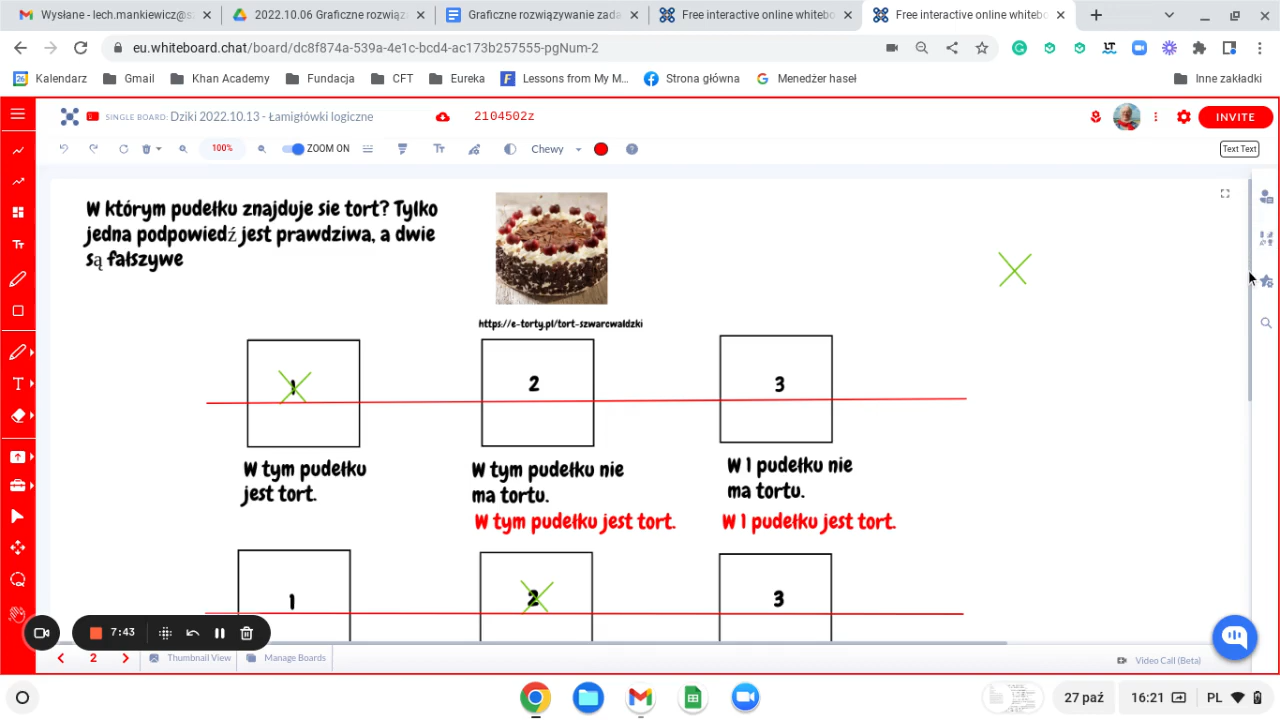 Wysłane - lech.mankiewicz@s
2022.10.06 Graficzne rozwiąz
Graficzne rozwiązywanie zada
Free interactive online whitebo
Free interactive online whitebo
eu.whiteboard.chat/board/dc8f874a-539a-4e1c-bcd4-ac173b257555-pgNum-2
Kalendarz
Gmail
Khan Academy
Fundacja
CFT
Eureka
Lessons from My M...
Strona główna
Menedżer haseł
Inne zakładki
SINGLE BOARD: Dziki 2022.10.13 - Łamigłówki logiczne
2104502z
INVITE
100%
ZOOM ON
Chewy
Text Text
W którym pudełku znajduje sie tort? Tylko
jedna podpowiedź jest prawdziwa, a dwie
są fałszywe
https://e-torty.pl/tort-szwarcwaldzki
1
2
3
W tym pudełku
jest tort.
W tym pudełku nie
ma tortu.
W tym pudełku jest tort.
W 1 pudełku nie
ma tortu.
W 1 pudełku jest tort.
1
2
3
7:43
2
Thumbnail View
Manage Boards
Video Call (Beta)
27 paź
16:21
PL